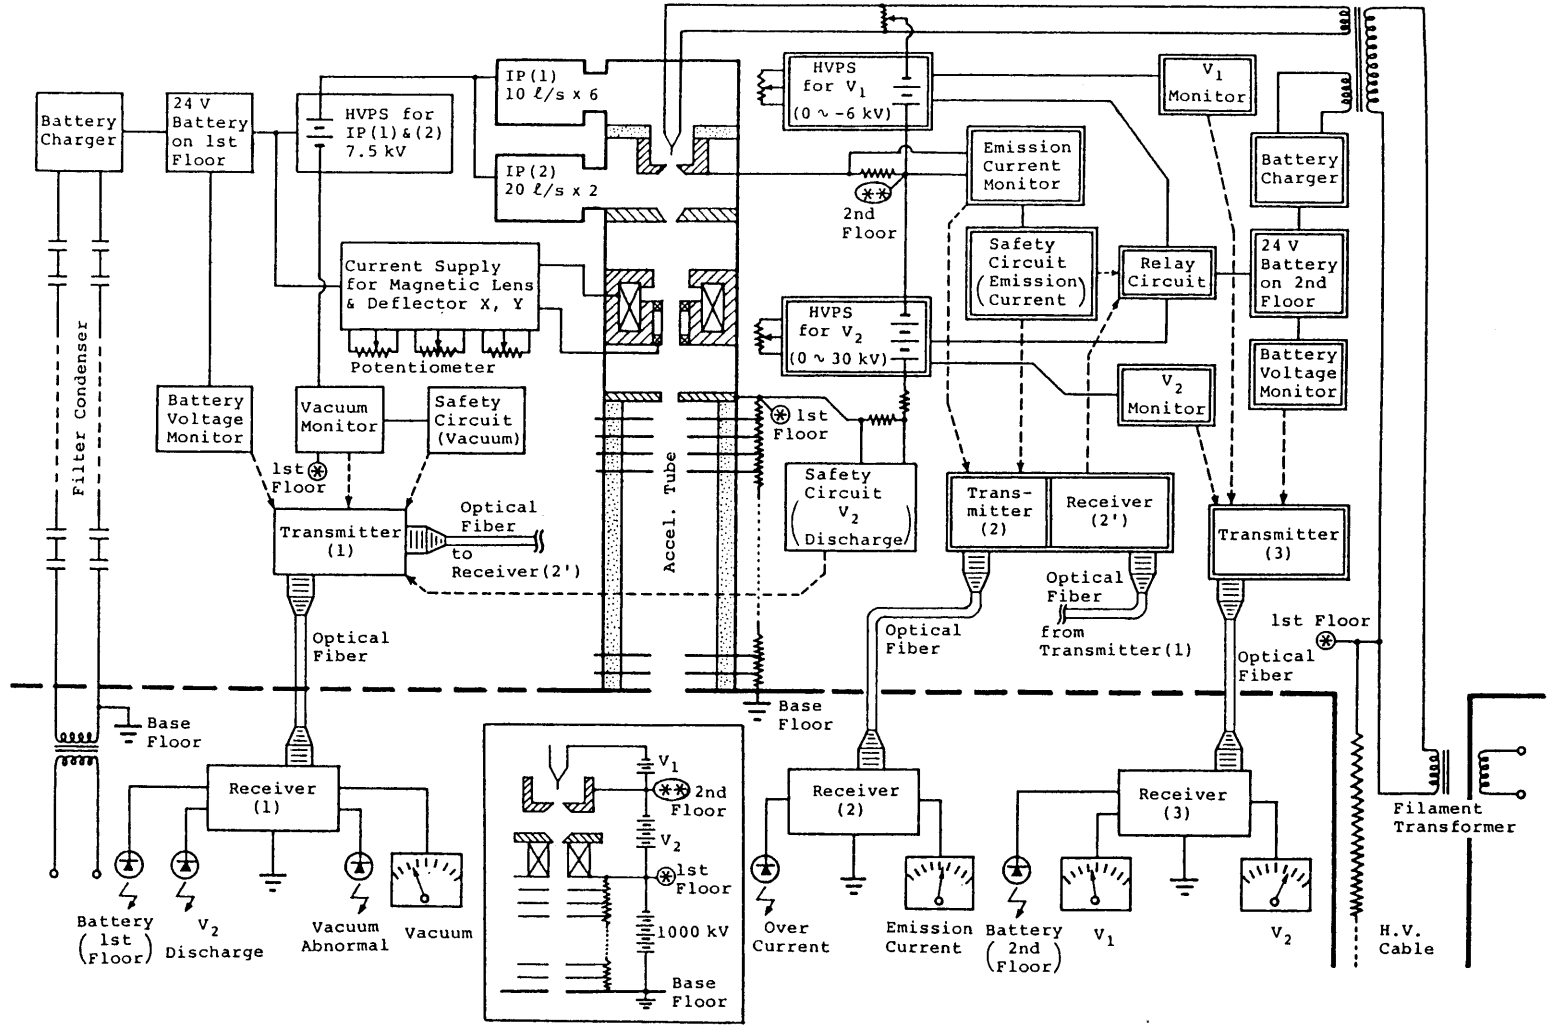 Battery
Charger
24 V
Battery
on 1st
Floor
HVPS for
IP(1)&(2)
7.5 kV
IP(1)
10 ℓ/s x 6
IP(2)
20 ℓ/s x 2
HVPS
for V1
(0 ~ -6 kV)
V1
Monitor
Emission
Current
Monitor
**
2nd
Floor
Battery
Charger
Current Supply
for Magnetic Lens
& Deflector X, Y
Potentiometer
Safety
Circuit
(Emission
Current)
Relay
Circuit
24 V
Battery
on 2nd
Floor
HVPS
for V2
(0 ~ 30 kV)
Battery
Voltage
Monitor
V2
Monitor
Filter Condenser
Battery
Voltage
Monitor
Vacuum
Monitor
Safety
Circuit
(Vacuum)
*
1st
Floor
* 1st
Floor
Accel. Tube
Safety
Circuit
(V2
Discharge)
Trans-
mitter
(2)
Receiver
(2')
Transmitter
(3)
Transmitter
(1)
Optical
Fiber
to
Receiver(2')
Optical
Fiber
from
Transmitter(1)
Optical
Fiber
Optical
Fiber
Optical
Fiber
1st Floor
*
Base
Floor
Base
Floor
Receiver
(1)
Receiver
(2)
Receiver
(3)
Filament
Transformer
V1
** 2nd
Floor
V2
* 1st
Floor
1000 kV
Base
Floor
Battery
(1st
Floor)
V2
Discharge
Vacuum
Abnormal
Vacuum
Over
Current
Emission
Current
Battery
(2nd
Floor)
V1
V2
H.V.
Cable